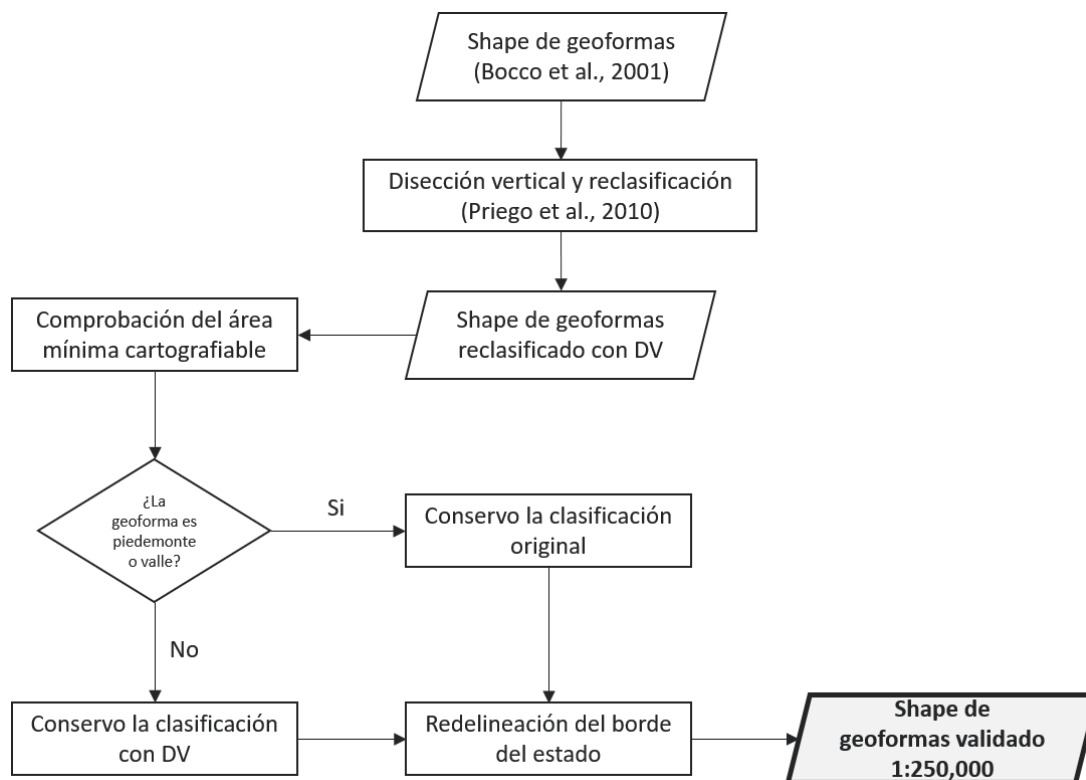 Shape de geoformas
(Bocco et al., 2001)
Disección vertical y reclasificación
(Priego et al., 2010)
Shape de geoformas
reclasificado con DV
Comprobación del área
mínima cartografiable
¿La
geoforma es
piedemonte
o valle?
Si
Conservo la clasificación
original
No
Conservo la clasificación
con DV
Redelineación del borde
del estado
Shape de
geoformas validado
1:250,000